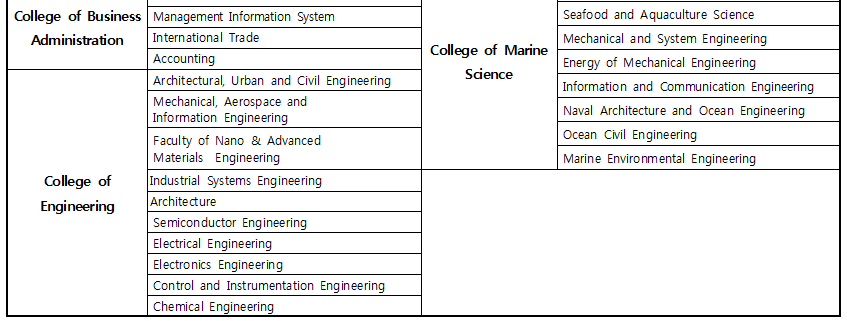 College of Business
Administration
Management Information System
International Trade
Accounting
College of
Engineering
Architectural, Urban and Civil Engineering
Mechanical, Aerospace and
Information Engineering
Faculty of Nano & Advanced
Materials Engineering
Industrial Systems Engineering
Architecture
Semiconductor Engineering
Electrical Engineering
Electronics Engineering
Control and Instrumentation Engineering
Chemical Engineering
College of Marine
Science
Seafood and Aquaculture Science
Mechanical and System Engineering
Energy of Mechanical Engineering
Information and Communication Engineering
Naval Architecture and Ocean Engineering
Ocean Civil Engineering
Marine Environmental Engineering